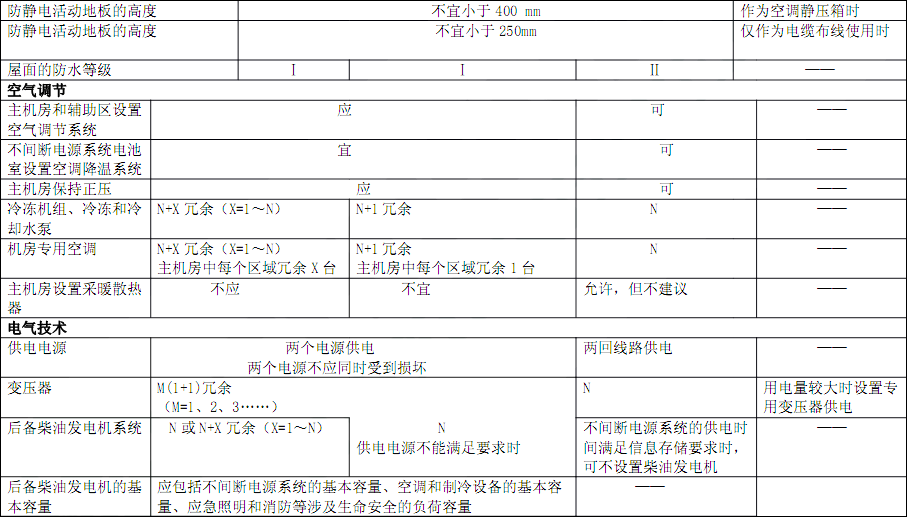 防静电活动地板的高度 不宜小于 400 mm 作为空调静压箱时
防静电活动地板的高度 不宜小于 250mm 仅作为电缆布线使用时
屋面的防水等级 I I II ——
空气调节
主机房和辅助区设置 应 可 ——
空气调节系统
不间断电源系统电池 宜 可 ——
室设置空调降温系统
主机房保持正压 应 可 ——
冷冻机组、冷冻和冷 N+X 冗余（X=1～N） N+1 冗余 N ——
却水泵
机房专用空调 N+X 冗余（X=1～N） N+1 冗余 N ——
主机房中每个区域冗余 X 台 主机房中每个区域冗余 1 台
主机房设置采暖散热 不应 不宜 允许，但不建议 ——
器
电气技术
供电电源 两个电源供电 两回线路供电 ——
两个电源不应同时受到损坏
变压器 M(1+1)冗余 N 用电量较大时设置专
（M=1、2、3……） 用变压器供电
后备柴油发电机系统 N 或 N+X 冗余（X=1～N） N 不间断电源系统的供电时 ——
供电电源不能满足要求时 间满足信息存储要求时，
可不设置柴油发电机
后备柴油发电机的基 应包括不间断电源系统的基本容量、空调和制冷设备的基本容 —— ——
本容量 量、应急照明和消防等涉及生命安全的负荷容量